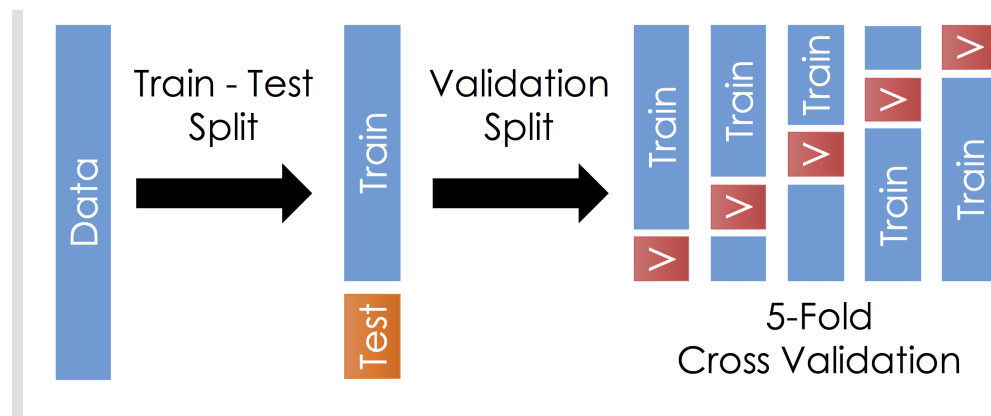 Data
Train - Test
Split
Train
Test
Validation
Split
Train
V
Train
V
Train
V
V
Train
V
Train
5-Fold
Cross Validation